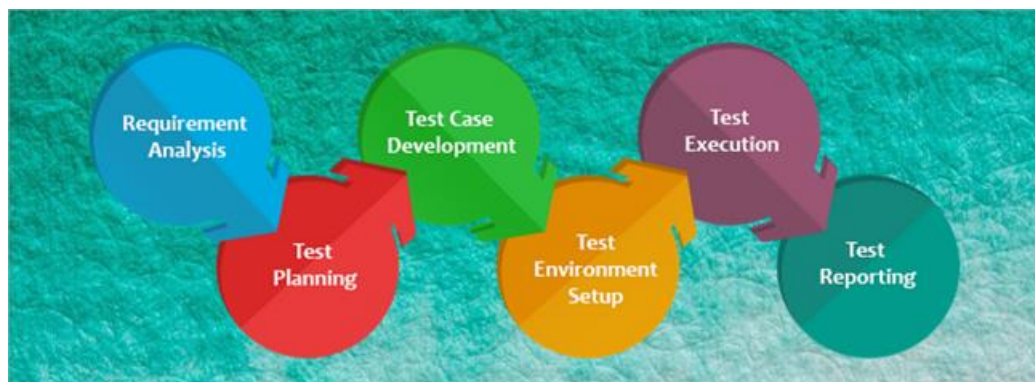 Requirement
Analysis
Test
Planning
Test Case
Development
Test
Environment
Setup
Test
Execution
Test
Reporting